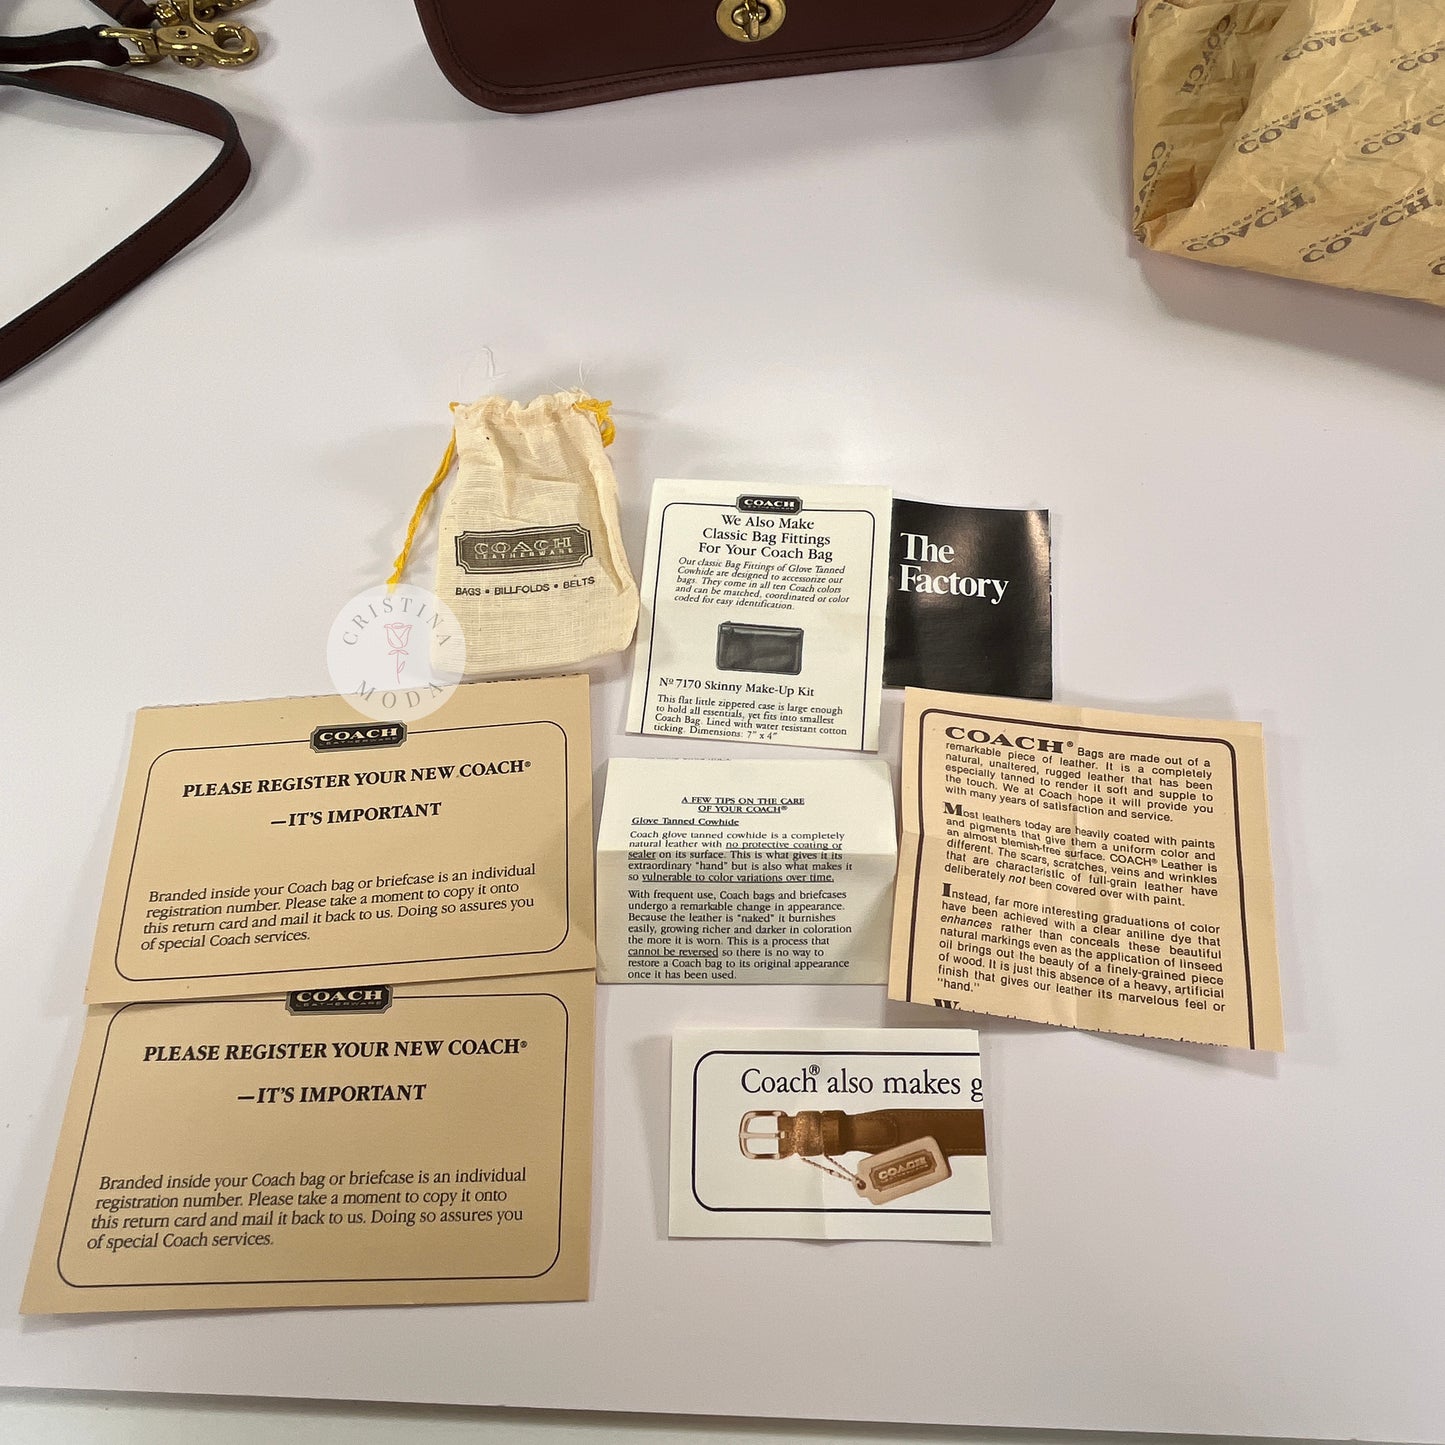 COACH
COACH
COACH
COACH
COACH
COACH
COACH
LEATHERWARE
BAGS • BILLFOLDS • BELTS
CRISTINA
MODA
COACH
LEATHERWARE
We Also Make
Classic Bag Fittings
For Your Coach Bag
Our classic Bag Fittings of Glove Tanned
Cowhide are designed to accessorize our
bags. They come in all ten Coach colors
and can be matched, coordinated or color
coded for easy identification.
Nº 7170 Skinny Make-Up Kit
This flat little zippered case is large enough
to hold all essentials, yet fits into smallest
Coach Bag. Lined with water resistant cotton
ticking. Dimensions: 7" x 4"
The
Factory
COACH
LEATHERWARE
PLEASE REGISTER YOUR NEW COACH®
—IT'S IMPORTANT
Branded inside your Coach bag or briefcase is an individual
registration number. Please take a moment to copy it onto
this return card and mail it back to us. Doing so assures you
of special Coach services.
A FEW TIPS ON THE CARE
OF YOUR COACH®
Glove Tanned Cowhide
Coach glove tanned cowhide is a completely
natural leather with no protective coating or
sealer on its surface. This is what gives it its
extraordinary "hand" but is also what makes it
so vulnerable to color variations over time.
With frequent use, Coach bags and briefcases
undergo a remarkable change in appearance.
Because the leather is "naked" it burnishes
easily, growing richer and darker in coloration
the more it is worn. This is a process that
cannot be reversed so there is no way to
restore a Coach bag to its original appearance
once it has been used.
COACH® Bags are made out of a
remarkable piece of leather. It is a completely
natural, unaltered, rugged leather that has been
especially tanned to render it soft and supple to
the touch. We at Coach hope it will provide you
with many years of satisfaction and service.
Most leathers today are heavily coated with paints
and pigments that give them a uniform color and
an almost blemish-free surface. COACH® Leather is
different. The scars, scratches, veins and wrinkles
that are characteristic of full-grain leather have
deliberately not been covered over with paint.
Instead, far more interesting graduations of color
have been achieved with a clear aniline dye that
enhances rather than conceals these beautiful
natural markings even as the application of linseed
oil brings out the beauty of a finely-grained piece
of wood. It is just this absence of a heavy, artificial
finish that gives our leather its marvelous feel or
"hand."
COACH
LEATHERWARE
PLEASE REGISTER YOUR NEW COACH®
—IT'S IMPORTANT
Branded inside your Coach bag or briefcase is an individual
registration number. Please take a moment to copy it onto
this return card and mail it back to us. Doing so assures you
of special Coach services.
Coach® also makes g
COACH